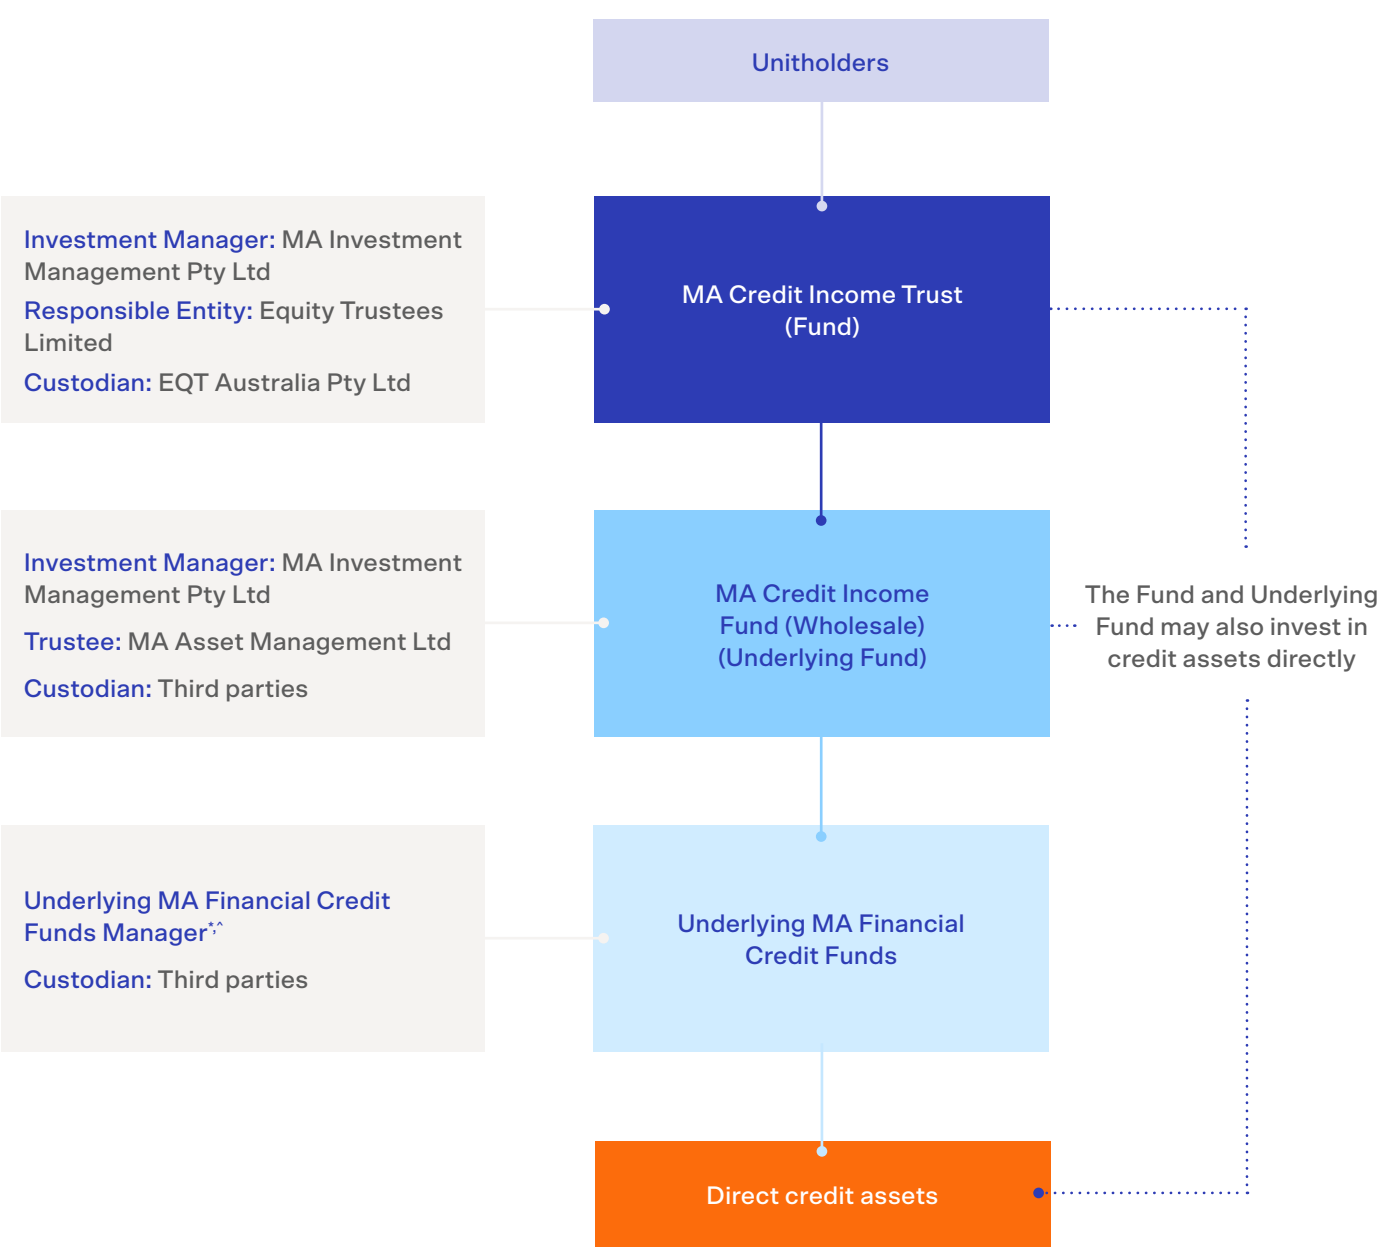 Unitholders
Investment Manager: MA Investment
Management Pty Ltd
Responsible Entity: Equity Trustees
Limited
Custodian: EQT Australia Pty Ltd
MA Credit Income Trust
(Fund)
Investment Manager: MA Investment
Management Pty Ltd
Trustee: MA Asset Management Ltd
Custodian: Third parties
MA Credit Income
Fund (Wholesale)
(Underlying Fund)
The Fund and Underlying
Fund may also invest in
credit assets directly
Underlying MA Financial Credit
Funds Manager*,^
Custodian: Third parties
Underlying MA Financial
Credit Funds
Direct credit assets